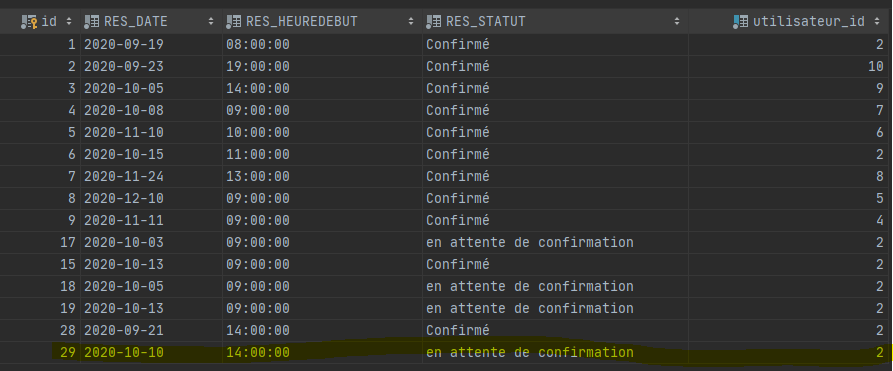 id RES_DATE RES_HEUREDEBUT RES_STATUT utilisateur_id
1 2020-09-19 08:00:00 Confirmé 2
2 2020-09-23 19:00:00 Confirmé 10
3 2020-10-05 14:00:00 Confirmé 9
4 2020-10-08 09:00:00 Confirmé 7
5 2020-11-10 10:00:00 Confirmé 6
6 2020-10-15 11:00:00 Confirmé 2
7 2020-11-24 13:00:00 Confirmé 8
8 2020-12-10 09:00:00 Confirmé 5
9 2020-11-11 09:00:00 Confirmé 4
17 2020-10-03 09:00:00 en attente de confirmation 2
15 2020-10-13 09:00:00 Confirmé 2
18 2020-10-05 09:00:00 en attente de confirmation 2
19 2020-10-13 09:00:00 en attente de confirmation 2
28 2020-09-21 14:00:00 Confirmé 2
29 2020-10-10 14:00:00 en attente de confirmation 2